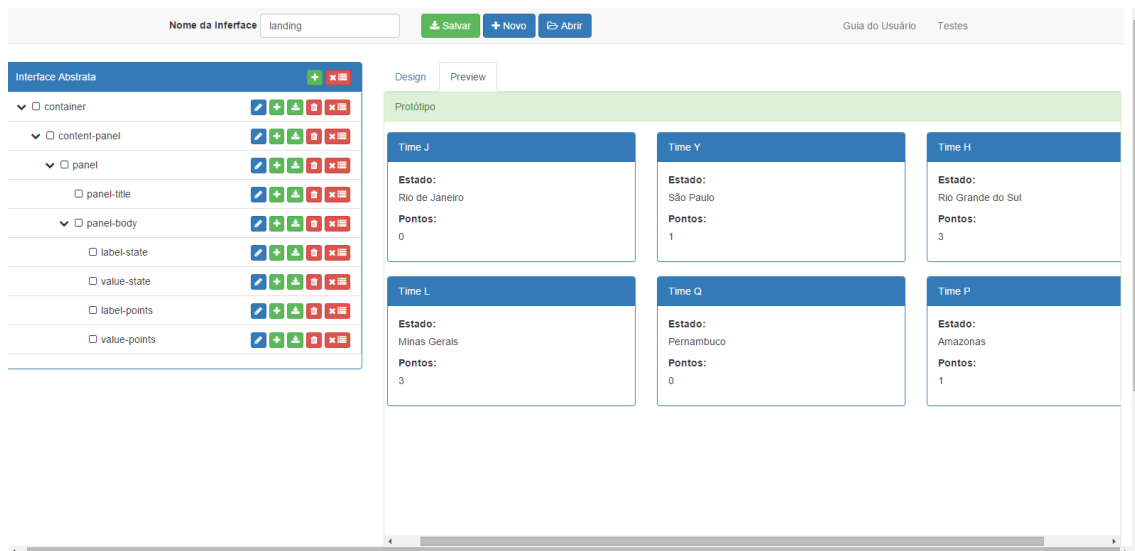 Nome da Interface landing Salvar Novo Abrir Guia do Usuário Testes
Interface Abstrata
container
content-panel
panel
panel-title
panel-body
label-state
value-state
label-points
value-points
Design Preview
Protótipo
Time J
Estado:
Rio de Janeiro
Pontos:
0
Time Y
Estado:
São Paulo
Pontos:
1
Time H
Estado:
Rio Grande do Sul
Pontos:
3
Time L
Estado:
Minas Gerais
Pontos:
3
Time Q
Estado:
Pernambuco
Pontos:
0
Time P
Estado:
Amazonas
Pontos:
1